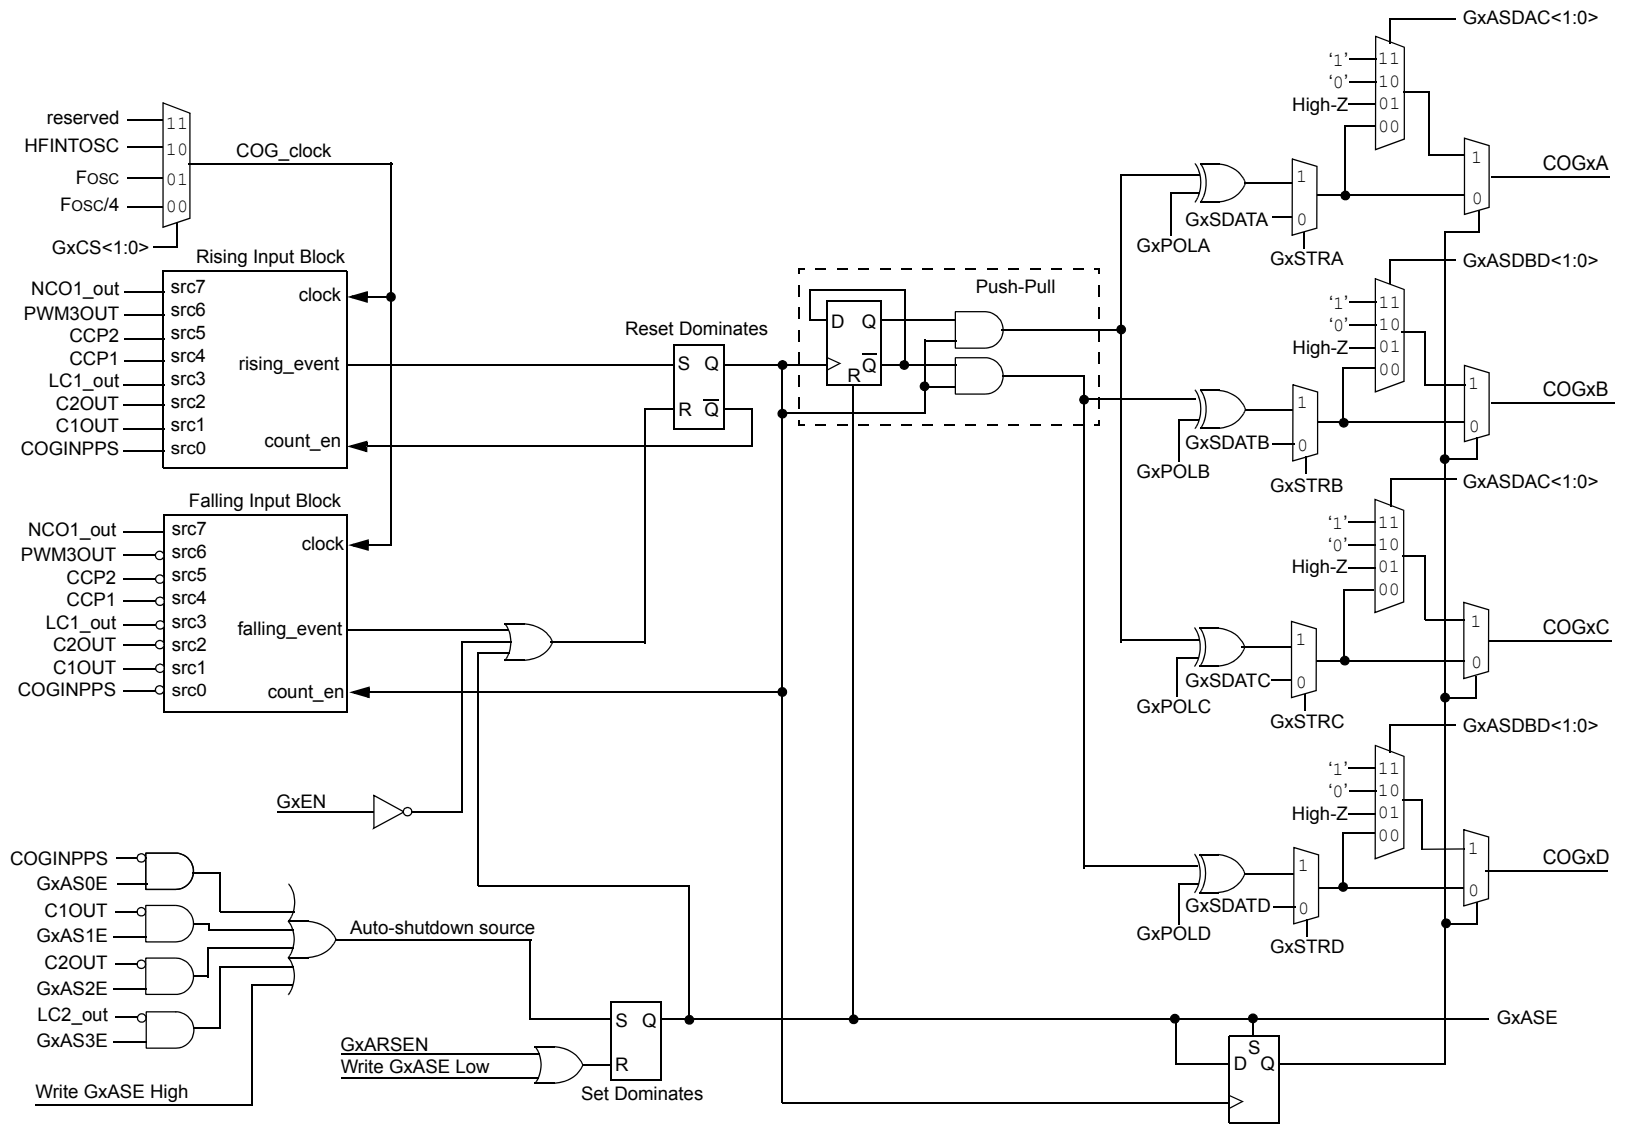 GxASDAC<1:0>
‘1’ 11
‘0’ 10
High-Z 01
00
reserved 11
HFINTOSC 10
FOSC 01
FOSC/4 00
GxCS<1:0>
COG_clock
1
0
COGxA
1
GxSDATA 0
GxPOLA
GxSTRA
Rising Input Block
NCO1_out src7
PWM3OUT src6
CCP2 src5
CCP1 src4
LC1_out src3
C2OUT src2
C1OUT src1
COGINPPS src0
clock
rising_event
count_en
Reset Dominates
S Q
R Q
Push-Pull
D Q
R Q
GxASDBD<1:0>
‘1’ 11
‘0’ 10
High-Z 01
00
1
0
COGxB
1
GxSDATB 0
GxPOLB
GxSTRB
Falling Input Block
NCO1_out src7
PWM3OUT src6
CCP2 src5
CCP1 src4
LC1_out src3
C2OUT src2
C1OUT src1
COGINPPS src0
clock
falling_event
count_en
GxASDAC<1:0>
‘1’ 11
‘0’ 10
High-Z 01
00
1
0
COGxC
1
GxSDATC 0
GxPOLC
GxSTRC
GxEN
GxASDBD<1:0>
‘1’ 11
‘0’ 10
High-Z 01
00
1
0
COGxD
1
GxSDATD 0
GxPOLD
GxSTRD
COGINPPS
GxAS0E
C1OUT
GxAS1E
C2OUT
GxAS2E
LC2_out
GxAS3E
Write GxASE High
Auto-shutdown source
GxARSEN
Write GxASE Low
S Q
R
Set Dominates
GxASE
S
D Q